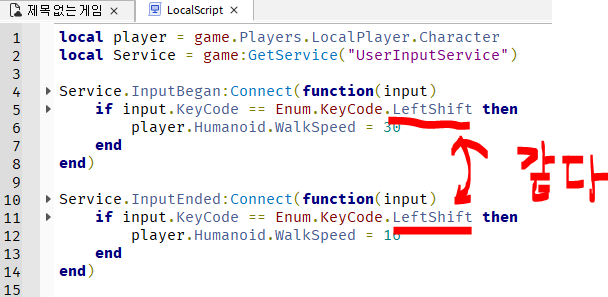 제목 없는 게임 LocalScript
1 local player = game.Players.LocalPlayer.Character
2 local Service = game:GetService("UserInputService")
3
4 Service.InputBegan:Connect(function(input)
5 if input.KeyCode == Enum.KeyCode.LeftShift then
6 player.Humanoid.WalkSpeed = 30
7 end
8 end)
9
10 Service.InputEnded:Connect(function(input)
11 if input.KeyCode == Enum.KeyCode.LeftShift then
12 player.Humanoid.WalkSpeed = 16
13 end
14 end)
15
같다